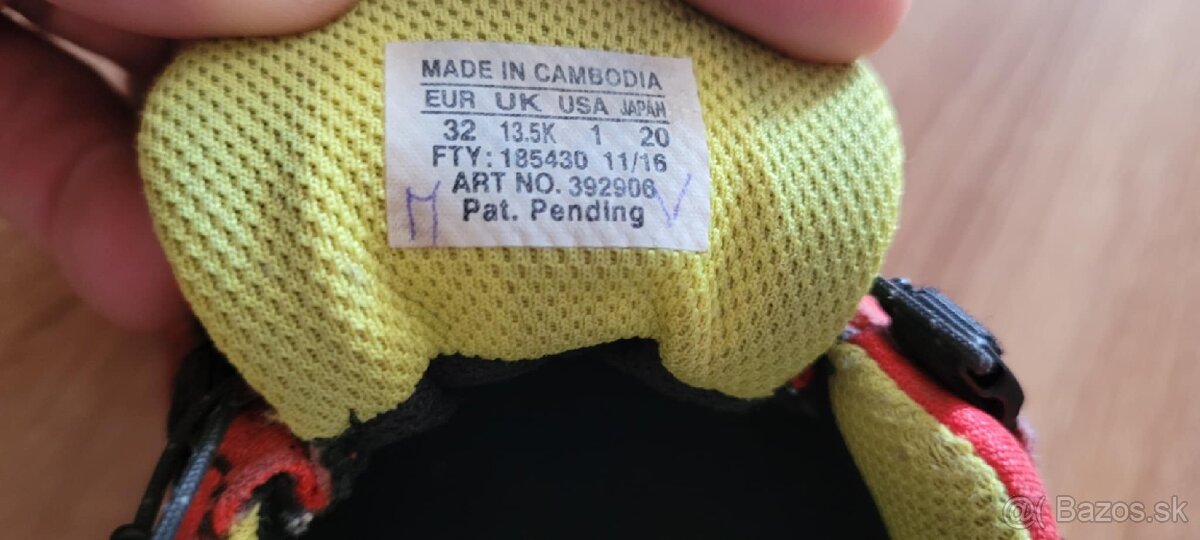 MADE IN CAMBODIA
EUR UK USA JAPAN
32 13.5K 1 20
FTY: 185430 11/16
ART NO. 392906
Pat. Pending
M
@( Bazos.sk